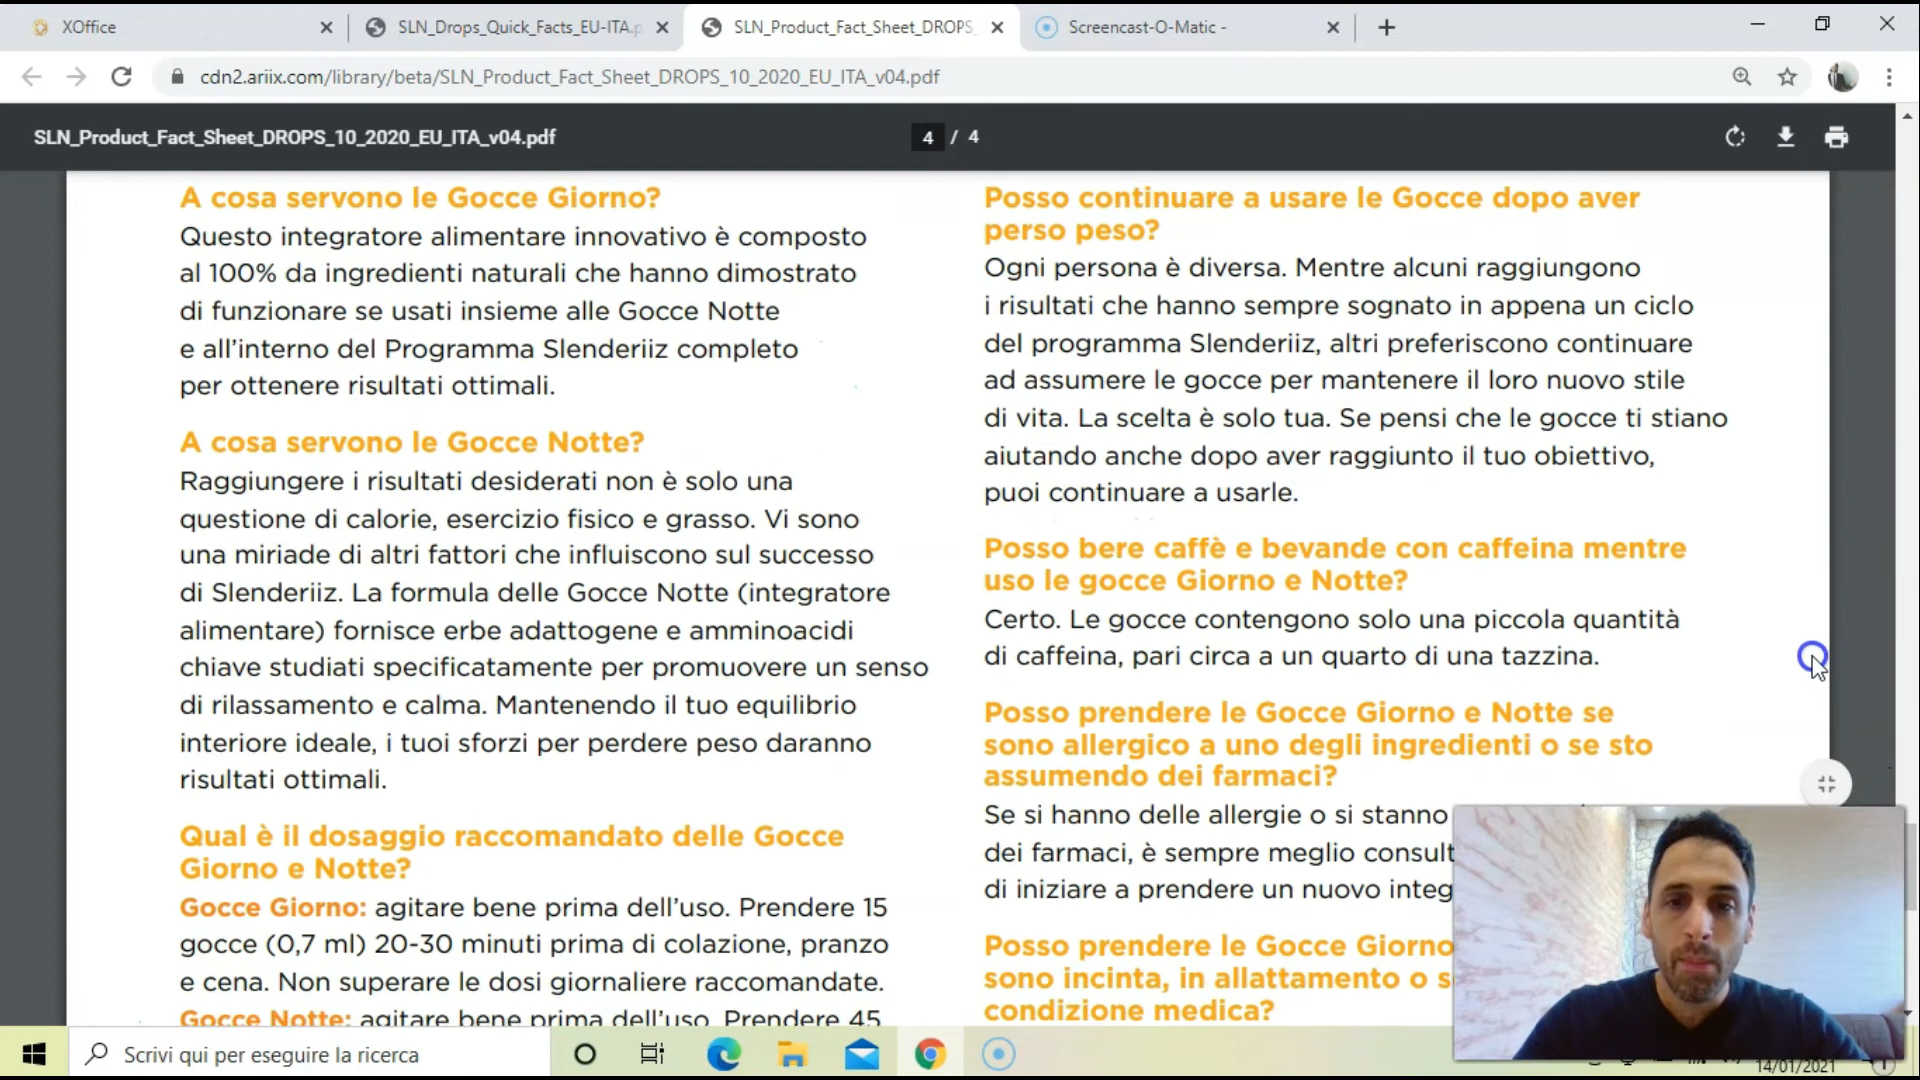 XOffice
SLN_Drops_Quick_Facts_EU-ITA.p
SLN_Product_Fact_Sheet_DROPS_
Screencast-O-Matic -
cdn2.ariix.com/library/beta/SLN_Product_Fact_Sheet_DROPS_10_2020_EU_ITA_v04.pdf
SLN_Product_Fact_Sheet_DROPS_10_2020_EU_ITA_v04.pdf
4 / 4
A cosa servono le Gocce Giorno?
Questo integratore alimentare innovativo è composto
al 100% da ingredienti naturali che hanno dimostrato
di funzionare se usati insieme alle Gocce Notte
e all’interno del Programma Slenderiiz completo
per ottenere risultati ottimali.
A cosa servono le Gocce Notte?
Raggiungere i risultati desiderati non è solo una
questione di calorie, esercizio fisico e grasso. Vi sono
una miriade di altri fattori che influiscono sul successo
di Slenderiiz. La formula delle Gocce Notte (integratore
alimentare) fornisce erbe adattogene e amminoacidi
chiave studiati specificatamente per promuovere un senso
di rilassamento e calma. Mantenendo il tuo equilibrio
interiore ideale, i tuoi sforzi per perdere peso daranno
risultati ottimali.
Qual è il dosaggio raccomandato delle Gocce
Giorno e Notte?
Gocce Giorno: agitare bene prima dell’uso. Prendere 15
gocce (0,7 ml) 20-30 minuti prima di colazione, pranzo
e cena. Non superare le dosi giornaliere raccomandate.
Gocce Notte: agitare bene prima dell’uso. Prendere 45
Posso continuare a usare le Gocce dopo aver
perso peso?
Ogni persona è diversa. Mentre alcuni raggiungono
i risultati che hanno sempre sognato in appena un ciclo
del programma Slenderiiz, altri preferiscono continuare
ad assumere le gocce per mantenere il loro nuovo stile
di vita. La scelta è solo tua. Se pensi che le gocce ti stiano
aiutando anche dopo aver raggiunto il tuo obiettivo,
puoi continuare a usarle.
Posso bere caffè e bevande con caffeina mentre
uso le gocce Giorno e Notte?
Certo. Le gocce contengono solo una piccola quantità
di caffeina, pari circa a un quarto di una tazzina.
Posso prendere le Gocce Giorno e Notte se
sono allergico a uno degli ingredienti o se sto
assumendo dei farmaci?
Se si hanno delle allergie o si stanno
dei farmaci, è sempre meglio consult
di iniziare a prendere un nuovo integ
Posso prendere le Gocce Giorno
sono incinta, in allattamento o s
condizione medica?
Scrivi qui per eseguire la ricerca
14/01/2021